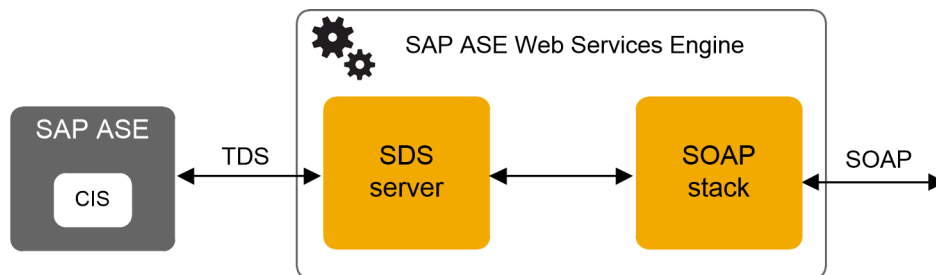 SAP ASE Web Services Engine
SAP ASE
CIS
TDS
SDS
server
SOAP
stack
SOAP